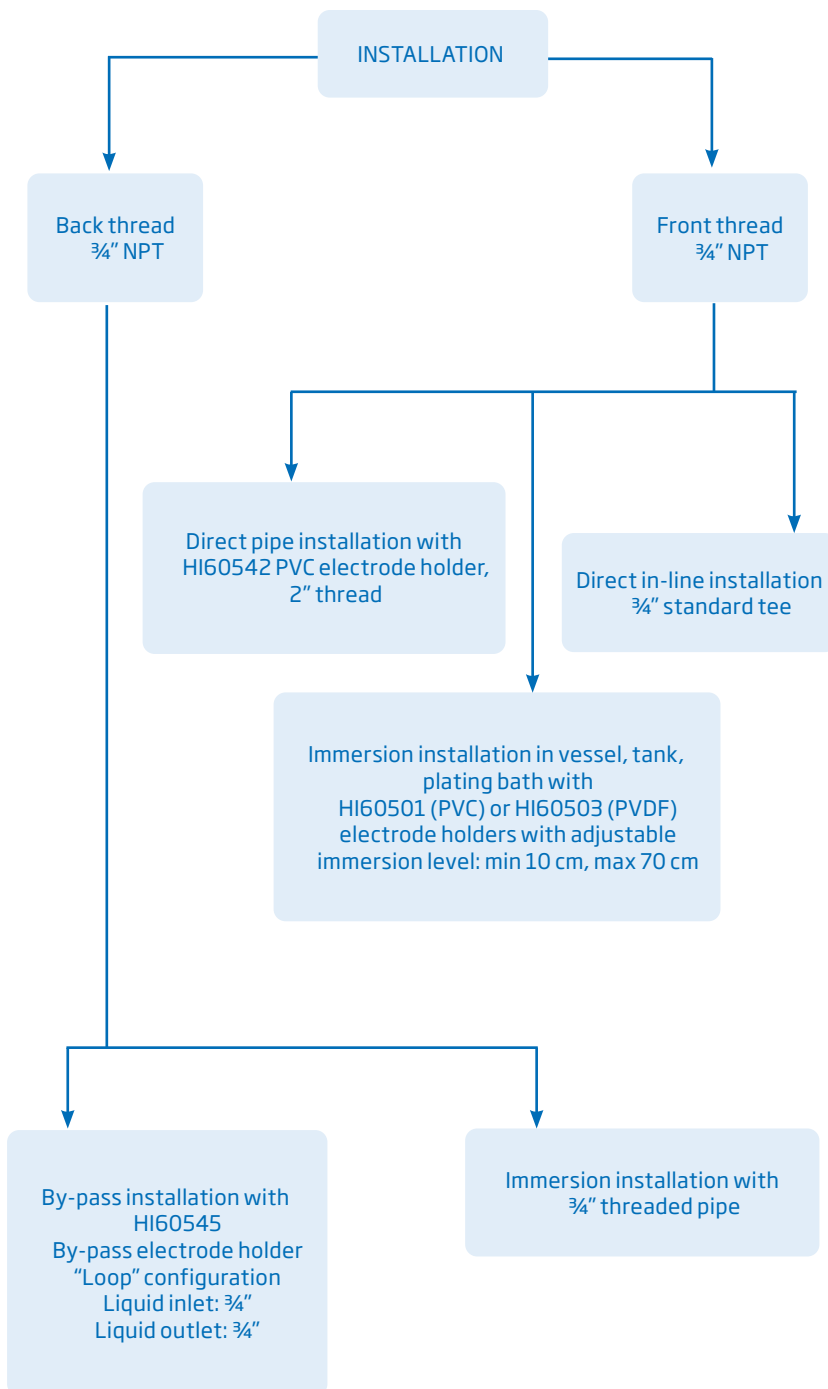 INSTALLATION
Back thread
¾” NPT
Front thread
¾” NPT
Direct pipe installation with
HI60542 PVC electrode holder,
2” thread
Direct in-line installation
¾” standard tee
Immersion installation in vessel, tank,
plating bath with
HI60501 (PVC) or HI60503 (PVDF)
electrode holders with adjustable
immersion level: min 10 cm, max 70 cm
By-pass installation with
HI60545
By-pass electrode holder
“Loop” configuration
Liquid inlet: ¾”
Liquid outlet: ¾”
Immersion installation with
¾” threaded pipe